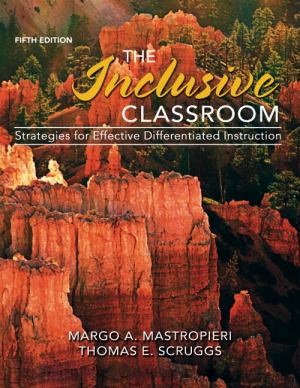 FIFTH EDITION
THE
Inclusive
CLASSROOM
Strategies for Effective Differentiated Instruction
MARGO A. MASTROPIERI
THOMAS E. SCRUGGS